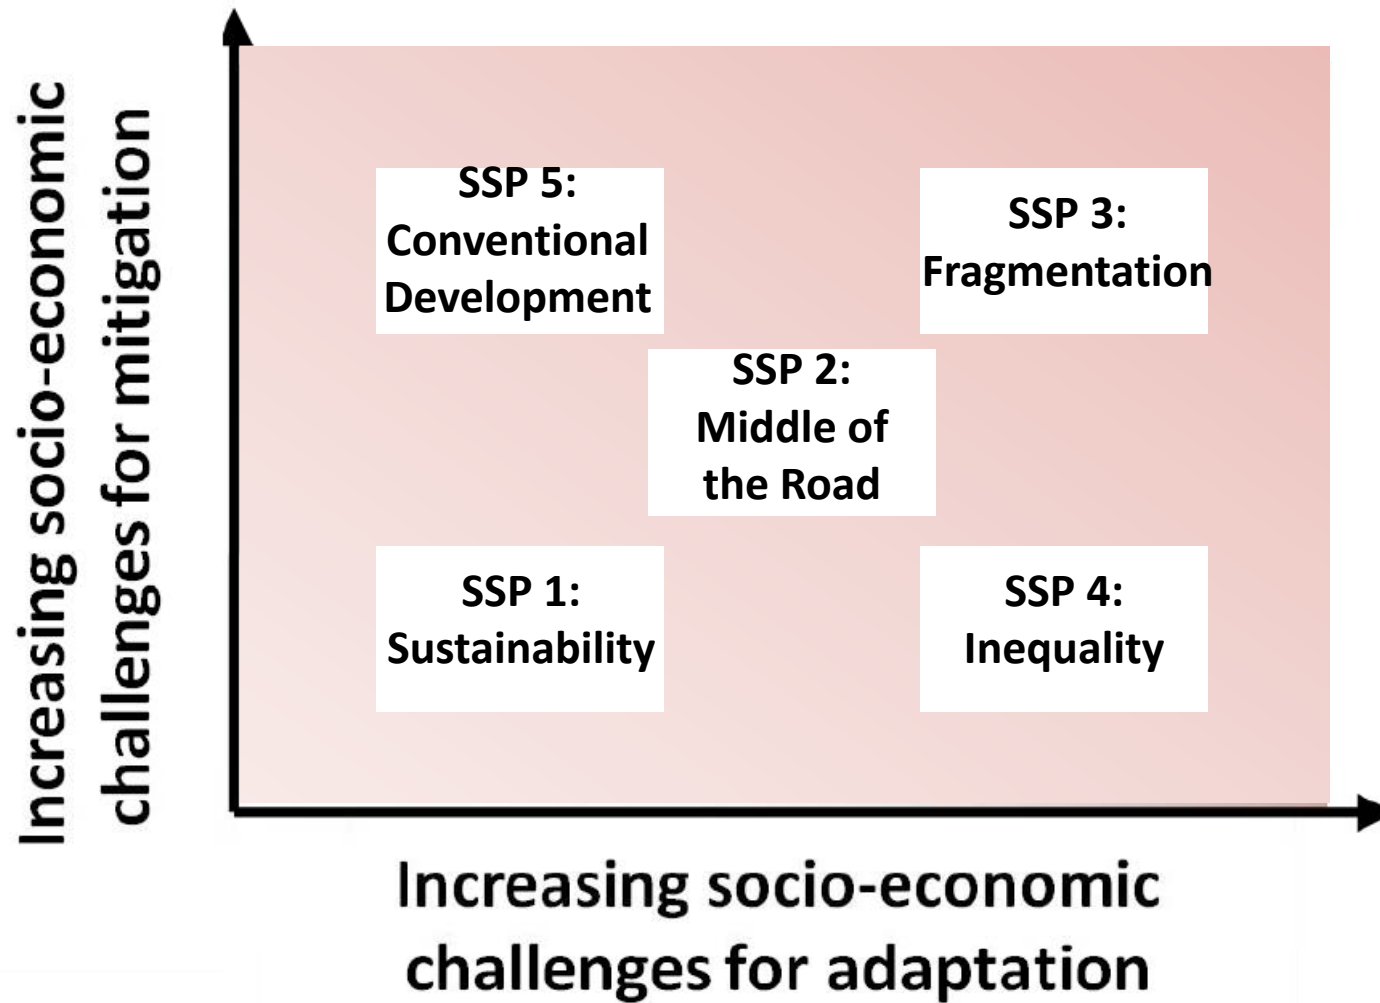 Increasing socio-economic
challenges for mitigation
SSP 5:
Conventional
Development
SSP 3:
Fragmentation
SSP 2:
Middle of
the Road
SSP 1:
Sustainability
SSP 4:
Inequality
Increasing socio-economic
challenges for adaptation